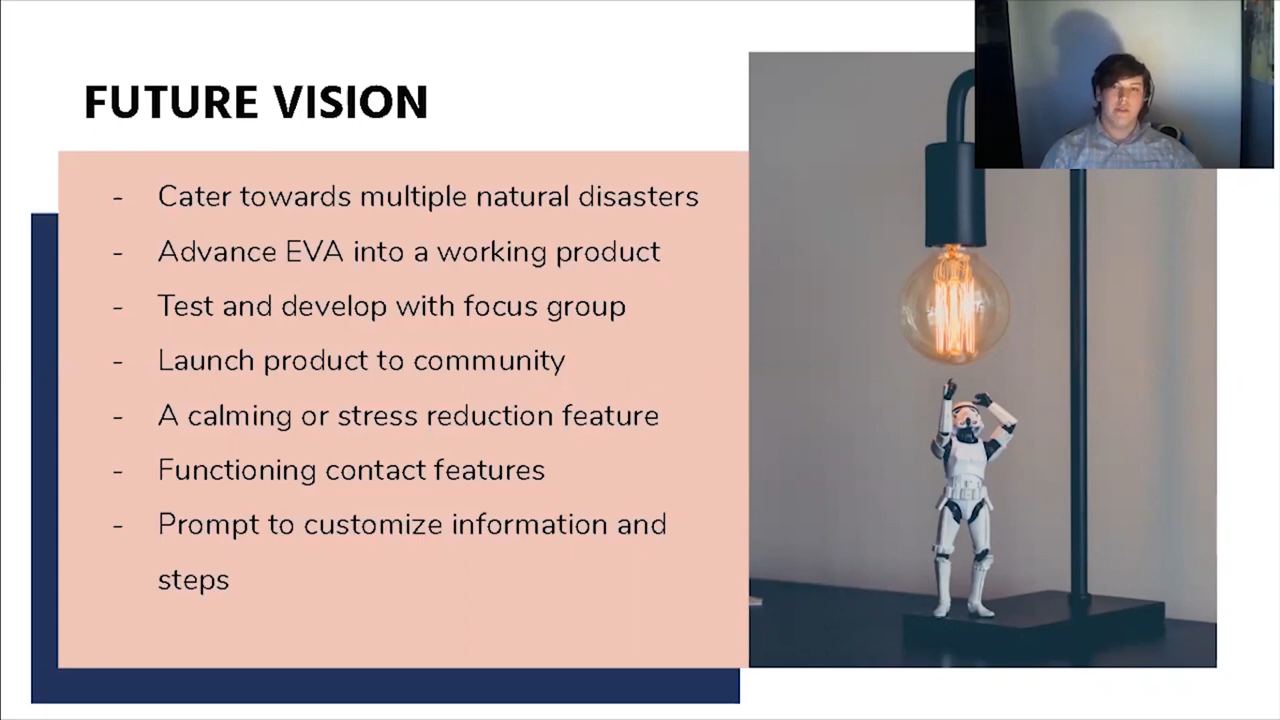 FUTURE VISION
- Cater towards multiple natural disasters
- Advance EVA into a working product
- Test and develop with focus group
- Launch product to community
- A calming or stress reduction feature
- Functioning contact features
- Prompt to customize information and
steps